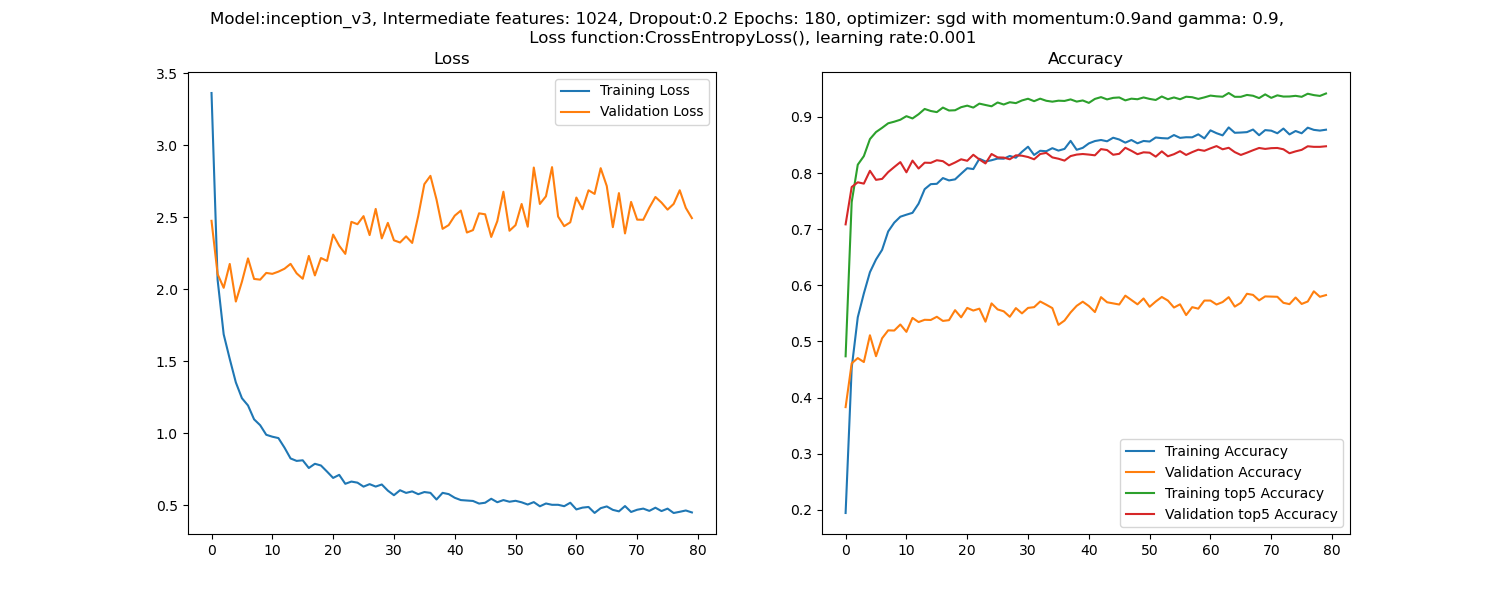 Model:inception_v3, Intermediate features: 1024, Dropout:0.2 Epochs: 180, optimizer: sgd with momentum:0.9and gamma: 0.9,
Loss function:CrossEntropyLoss(), learning rate:0.001
Loss
3.5
3.0
2.5
2.0
1.5
1.0
0.5
0 10 20 30 40 50 60 70 80
Training Loss
Validation Loss
Accuracy
0.9
0.8
0.7
0.6
0.5
0.4
0.3
0.2
0 10 20 30 40 50 60 70 80
Training Accuracy
Validation Accuracy
Training top5 Accuracy
Validation top5 Accuracy